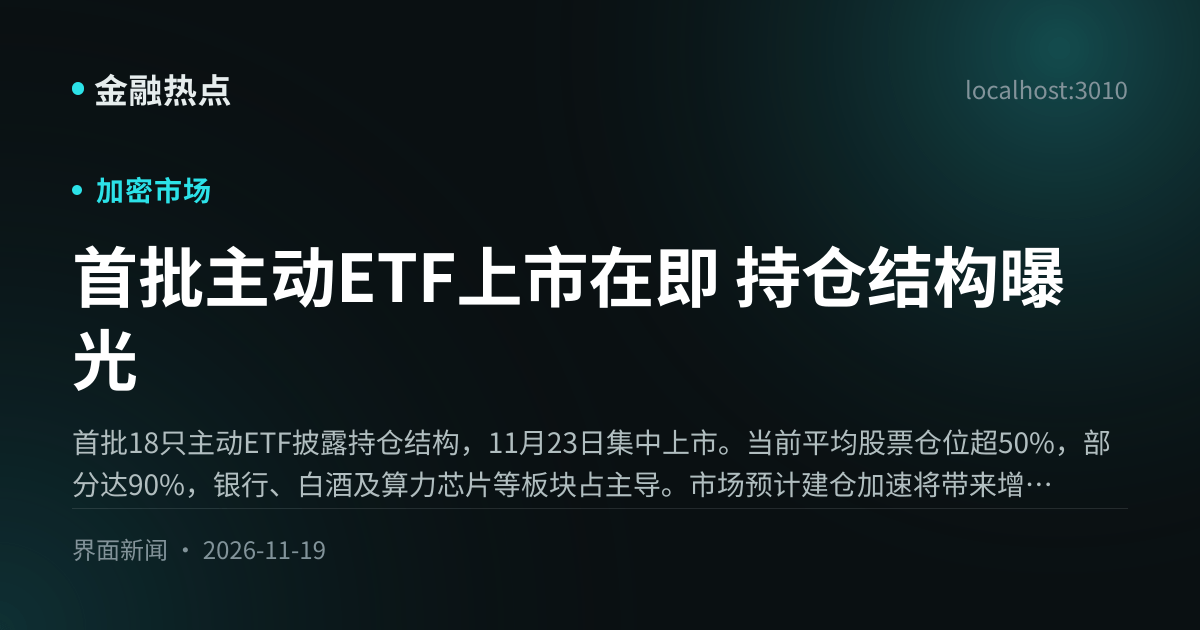 金融热点
localhost:3010
加密市场
首批主动ETF上市在即 持仓结构曝
光
首批18只主动ETF披露持仓结构，11月23日集中上市。当前平均股票仓位超50%，部
分达90%，银行、白酒及算力芯片等板块占主导。市场预计建仓加速将带来增…
界面新闻 • 2026-11-19